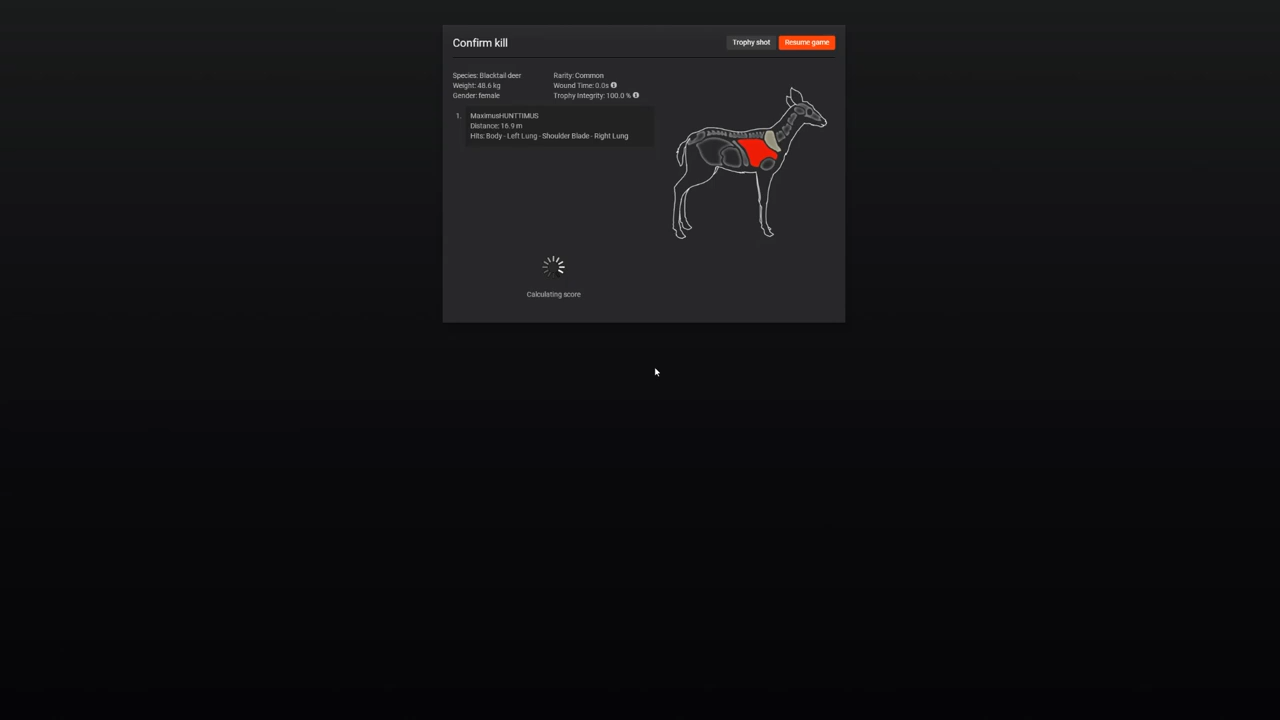 Confirm kill
Trophy shot
Resume game
Species: Blacktail deer
Rarity: Common
Weight: 48.6 kg
Wound Time: 0.0s
Gender: female
Trophy Integrity: 100.0 %
1. MaximusHUNTTIMUS
Distance: 16.9 m
Hits: Body - Left Lung - Shoulder Blade - Right Lung
Calculating score